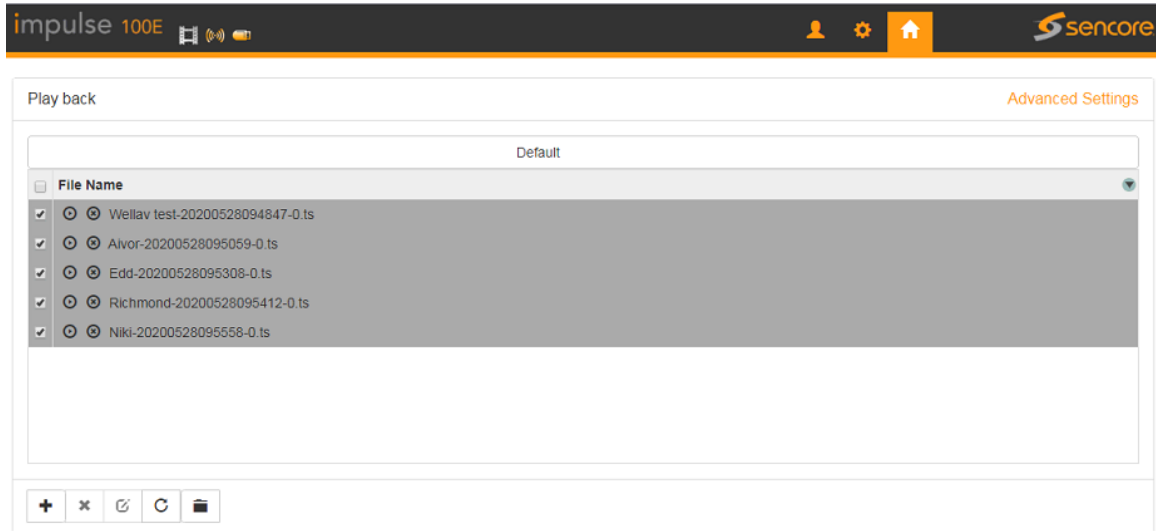 impulse 100E
sencore
Play back
Advanced Settings
Default
File Name
Wellav test-20200528094847-0.ts
Aivor-20200528095059-0.ts
Edd-20200528095308-0.ts
Richmond-20200528095412-0.ts
Niki-20200528095558-0.ts